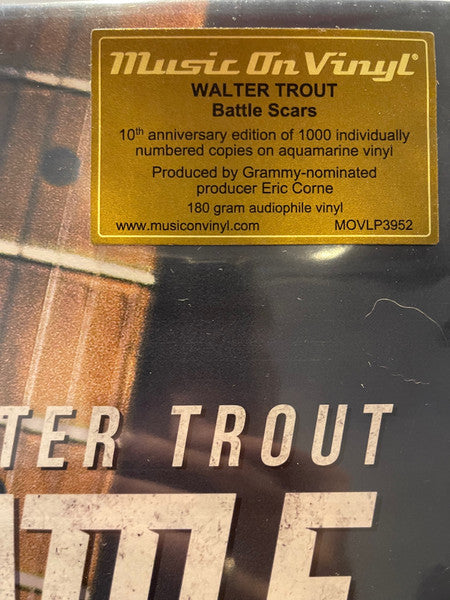 Music On Vinyl®
WALTER TROUT
Battle Scars
10th anniversary edition of 1000 individually
numbered copies on aquamarine vinyl
Produced by Grammy-nominated
producer Eric Corne
180 gram audiophile vinyl
www.musiconvinyl.com MOVLP3952
TER TROUT